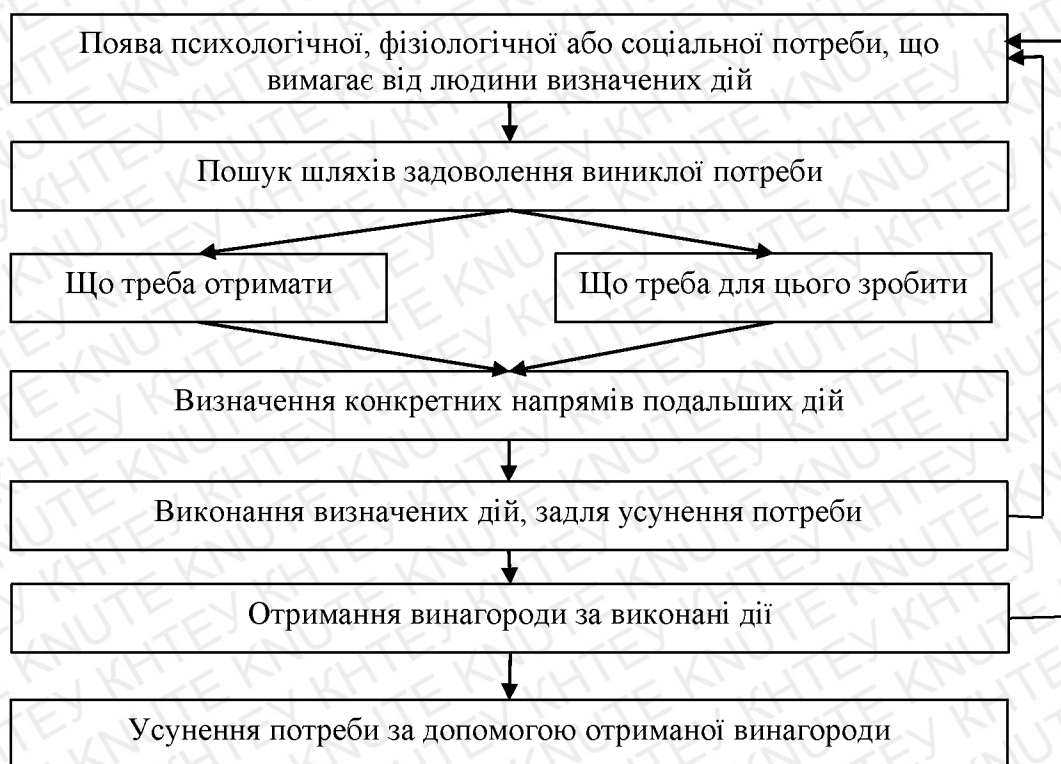 Поява психологічної, фізіологічної або соціальної потреби, що
вимагає від людини визначених дій
Пошук шляхів задоволення виниклої потреби
Що треба отримати
Що треба для цього зробити
Визначення конкретних напрямів подальших дій
Виконання визначених дій, задля усунення потреби
Отримання винагороди за виконані дії
Усунення потреби за допомогою отриманої винагороди